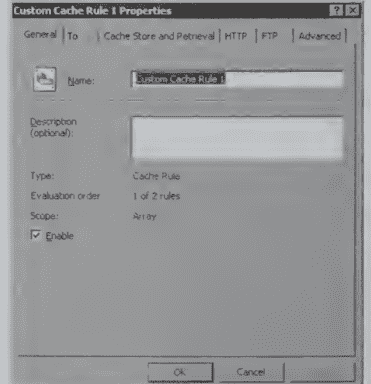 Custom Cache Rule 1 Properties
? X
General To Cache Store and Retrieval HTTP FTP Advanced
Name: Custom Cache Rule 1
Description
(optional):
Type: Cache Rule
Evaluation order 1 of 2 rules
Scope: Array
Enable
OK Cancel